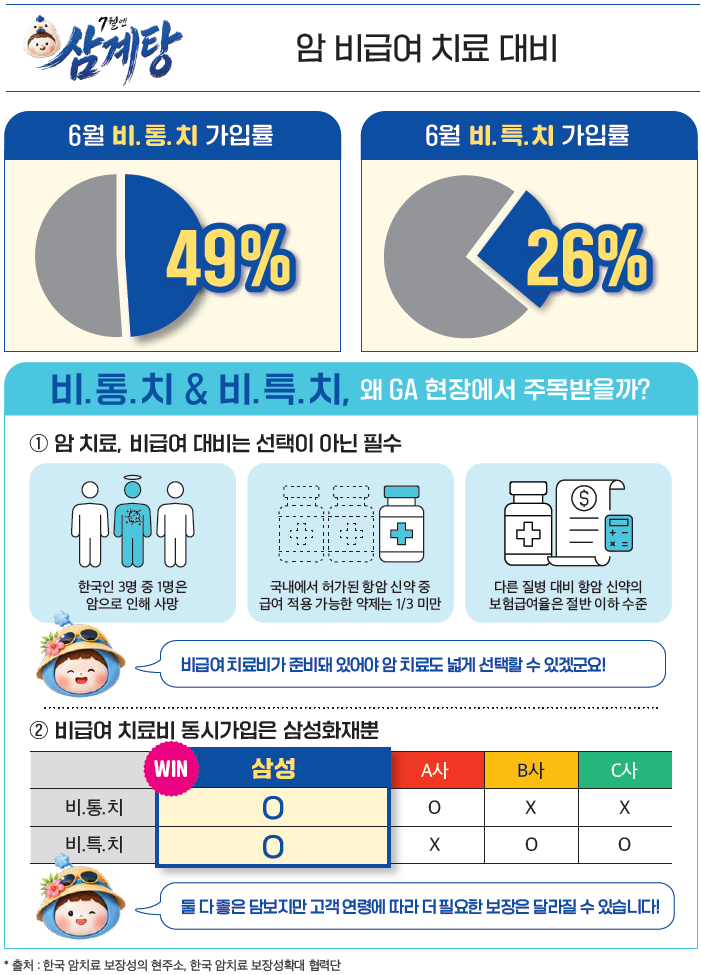 7월엔
삼계탕
암 비급여 치료 대비
6월 비.통.치 가입률
49%
6월 비.특.치 가입률
26%
비.통.치 & 비.특.치, 왜 GA 현장에서 주목받을까?
① 암 치료, 비급여 대비는 선택이 아닌 필수
한국인 3명 중 1명은
암으로 인해 사망
국내에서 허가된 항암 신약 중
급여 적용 가능한 약제는 1/3 미만
$
다른 질병 대비 항암 신약의
보험급여율은 절반 이하 수준
비급여 치료비가 준비돼 있어야 암 치료도 넓게 선택할 수 있겠군요!
② 비급여 치료비 동시가입은 삼성화재뿐
WIN 삼성 A사 B사 C사
비.통.치 O O X X
비.특.치 O X O O
둘 다 좋은 담보지만 고객 연령에 따라 더 필요한 보장은 달라질 수 있습니다!
* 출처 : 한국 암치료 보장성의 현주소, 한국 암치료 보장성확대 협력단